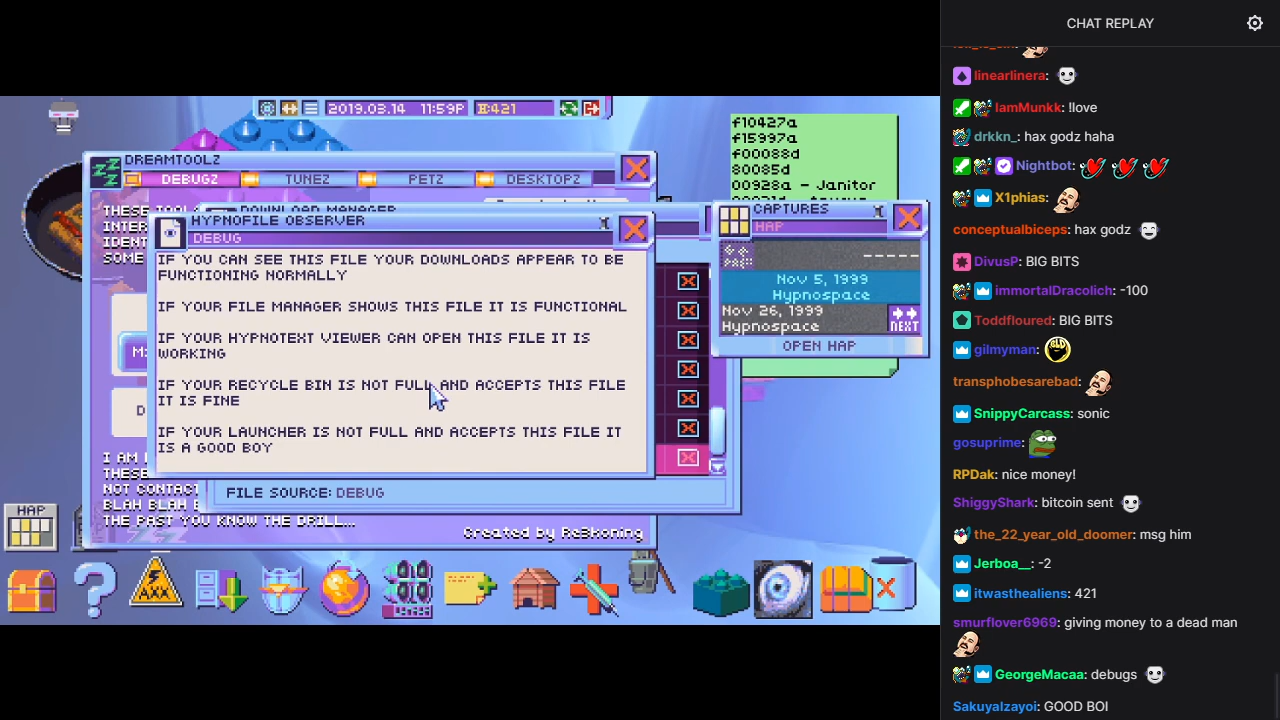 2019.03.14 11:59P
421
DREAMTOOLZ
DEBUGZ
TUNEZ
PETZ
DESKTOPZ
THESE
INTER
IDENT
SOME
DOWNLOAD MANAGER
HYPNOFILE OBSERVER
DEBUG
IF YOU CAN SEE THIS FILE YOUR DOWNLOADS APPEAR TO BE
FUNCTIONING NORMALLY
IF YOUR FILE MANAGER SHOWS THIS FILE IT IS FUNCTIONAL
IF YOUR HYPNOTEXT VIEWER CAN OPEN THIS FILE IT IS
WORKING
IF YOUR RECYCLE BIN IS NOT FULL AND ACCEPTS THIS FILE
IT IS FINE
IF YOUR LAUNCHER IS NOT FULL AND ACCEPTS THIS FILE IT
IS A GOOD BOY
FILE SOURCE: DEBUG
I AM
THESE
NOT CONTAC
BLAH BLAH B
THE PAST YOU KNOW THE DRILL...
Created by Re3koning
f10427a
f15997a
f00088d
80085d
00928a - Janitor
CAPTURES
HAP
-----
Nov 5, 1999
Hypnospace
Nov 26, 1999
Hypnospace
NEXT
OPEN HAP
HAP
AXX
CHAT REPLAY
linearlinera:
IamMunkk: !love
drkkn_: hax godz haha
Nightbot:
X1phias:
conceptualbiceps: hax godz
DivusP: BIG BITS
immortalDracolich: -100
Toddfloured: BIG BITS
gilmyman:
transphobesarebad:
SnippyCarcass: sonic
gosuprime:
RPDak: nice money!
ShiggyShark: bitcoin sent
the_22_year_old_doomer: msg him
Jerboa__: -2
itwasthealiens: 421
smurflover6969: giving money to a dead man
GeorgeMacaa: debugs
SakuyaIzayoi: GOOD BOI